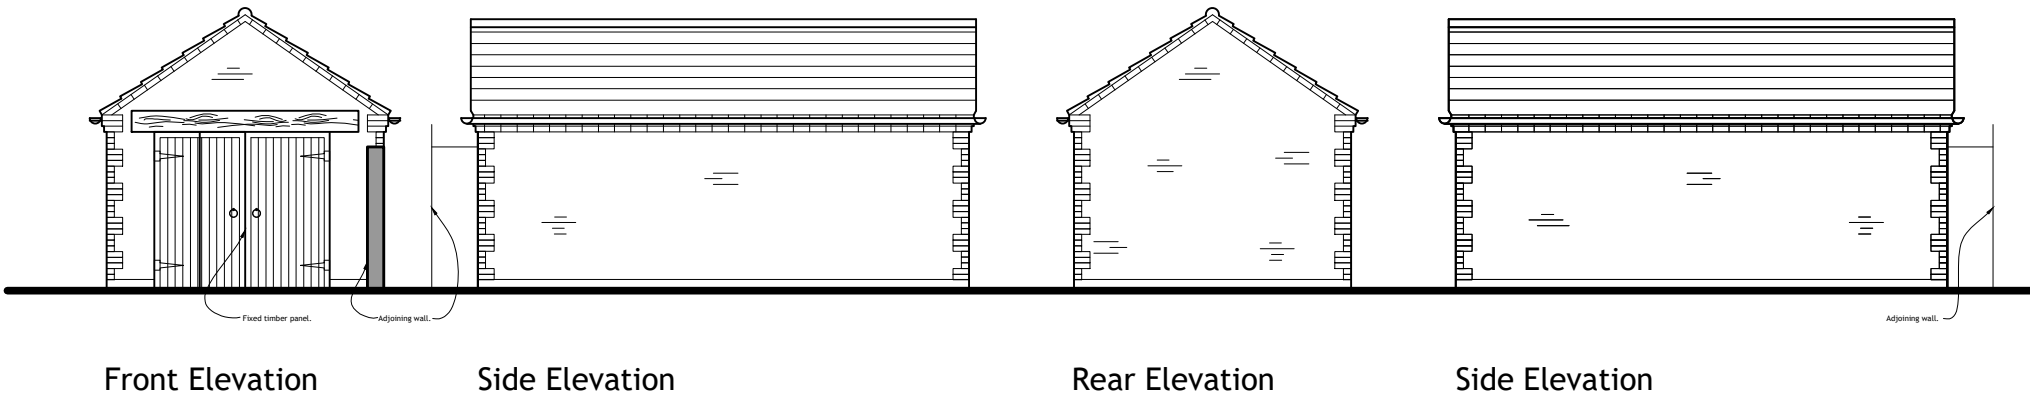 Fixed timber panel.
Adjoining wall.
Adjoining wall.
Front Elevation
Side Elevation
Rear Elevation
Side Elevation